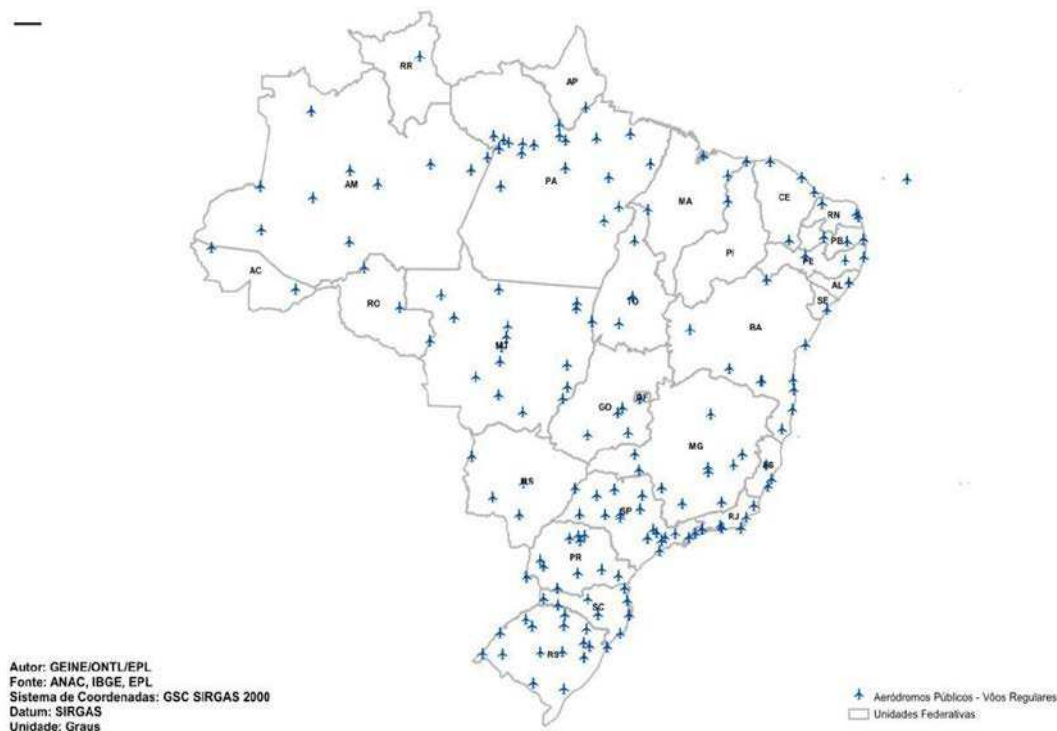 RR
AP
AM
PA
MA
CE
RN
PB
PI
PE
AC
AL
RO
TO
SE
BA
MT
DF
GO
MG
ES
MS
SP
RJ
PR
SC
RS
Autor: GEINE/ONTL/EPL
Fonte: ANAC, IBGE, EPL
Sistema de Coordenadas: GSC SIRGAS 2000
Datum: SIRGAS
Unidade: Graus
Aeródromos Públicos - Vôos Regulares
Unidades Federativas